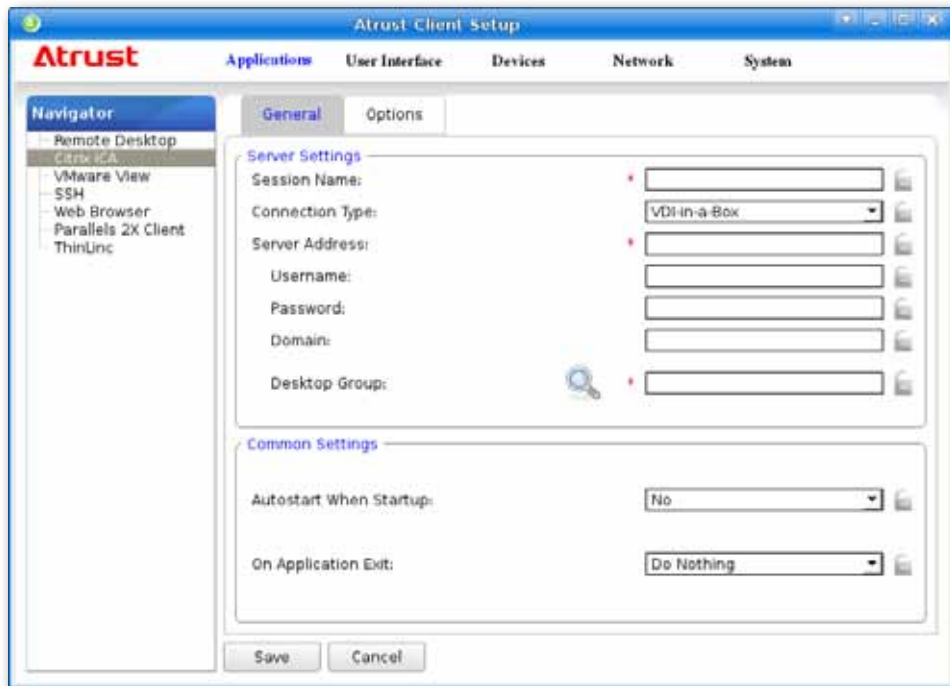 Atrust Client Setup
Atrust
Applications User Interface Devices Network System
Navigator
Remote Desktop
Citrix ICA
VMware View
SSH
Web Browser
Parallels 2X Client
ThinLinc
General Options
Server Settings
Session Name: *
Connection Type: VDI-in-a-Box
Server Address: *
Username:
Password:
Domain:
Desktop Group: *
Common Settings
Autostart When Startup: No
On Application Exit: Do Nothing
Save Cancel